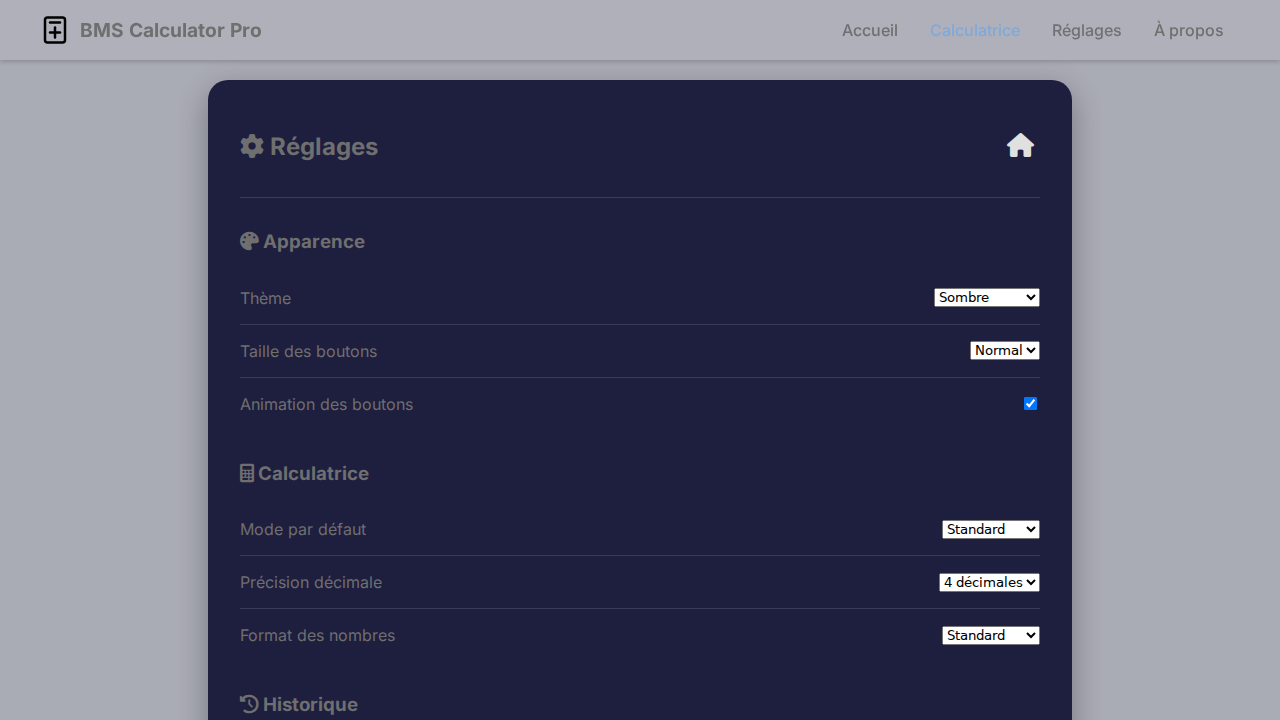 BMS Calculator Pro
Accueil Calculatrice Réglages À propos
Réglages
Apparence
Thème Sombre
Taille des boutons Normal
Animation des boutons
Calculatrice
Mode par défaut Standard
Précision décimale 4 décimales
Format des nombres Standard
Historique